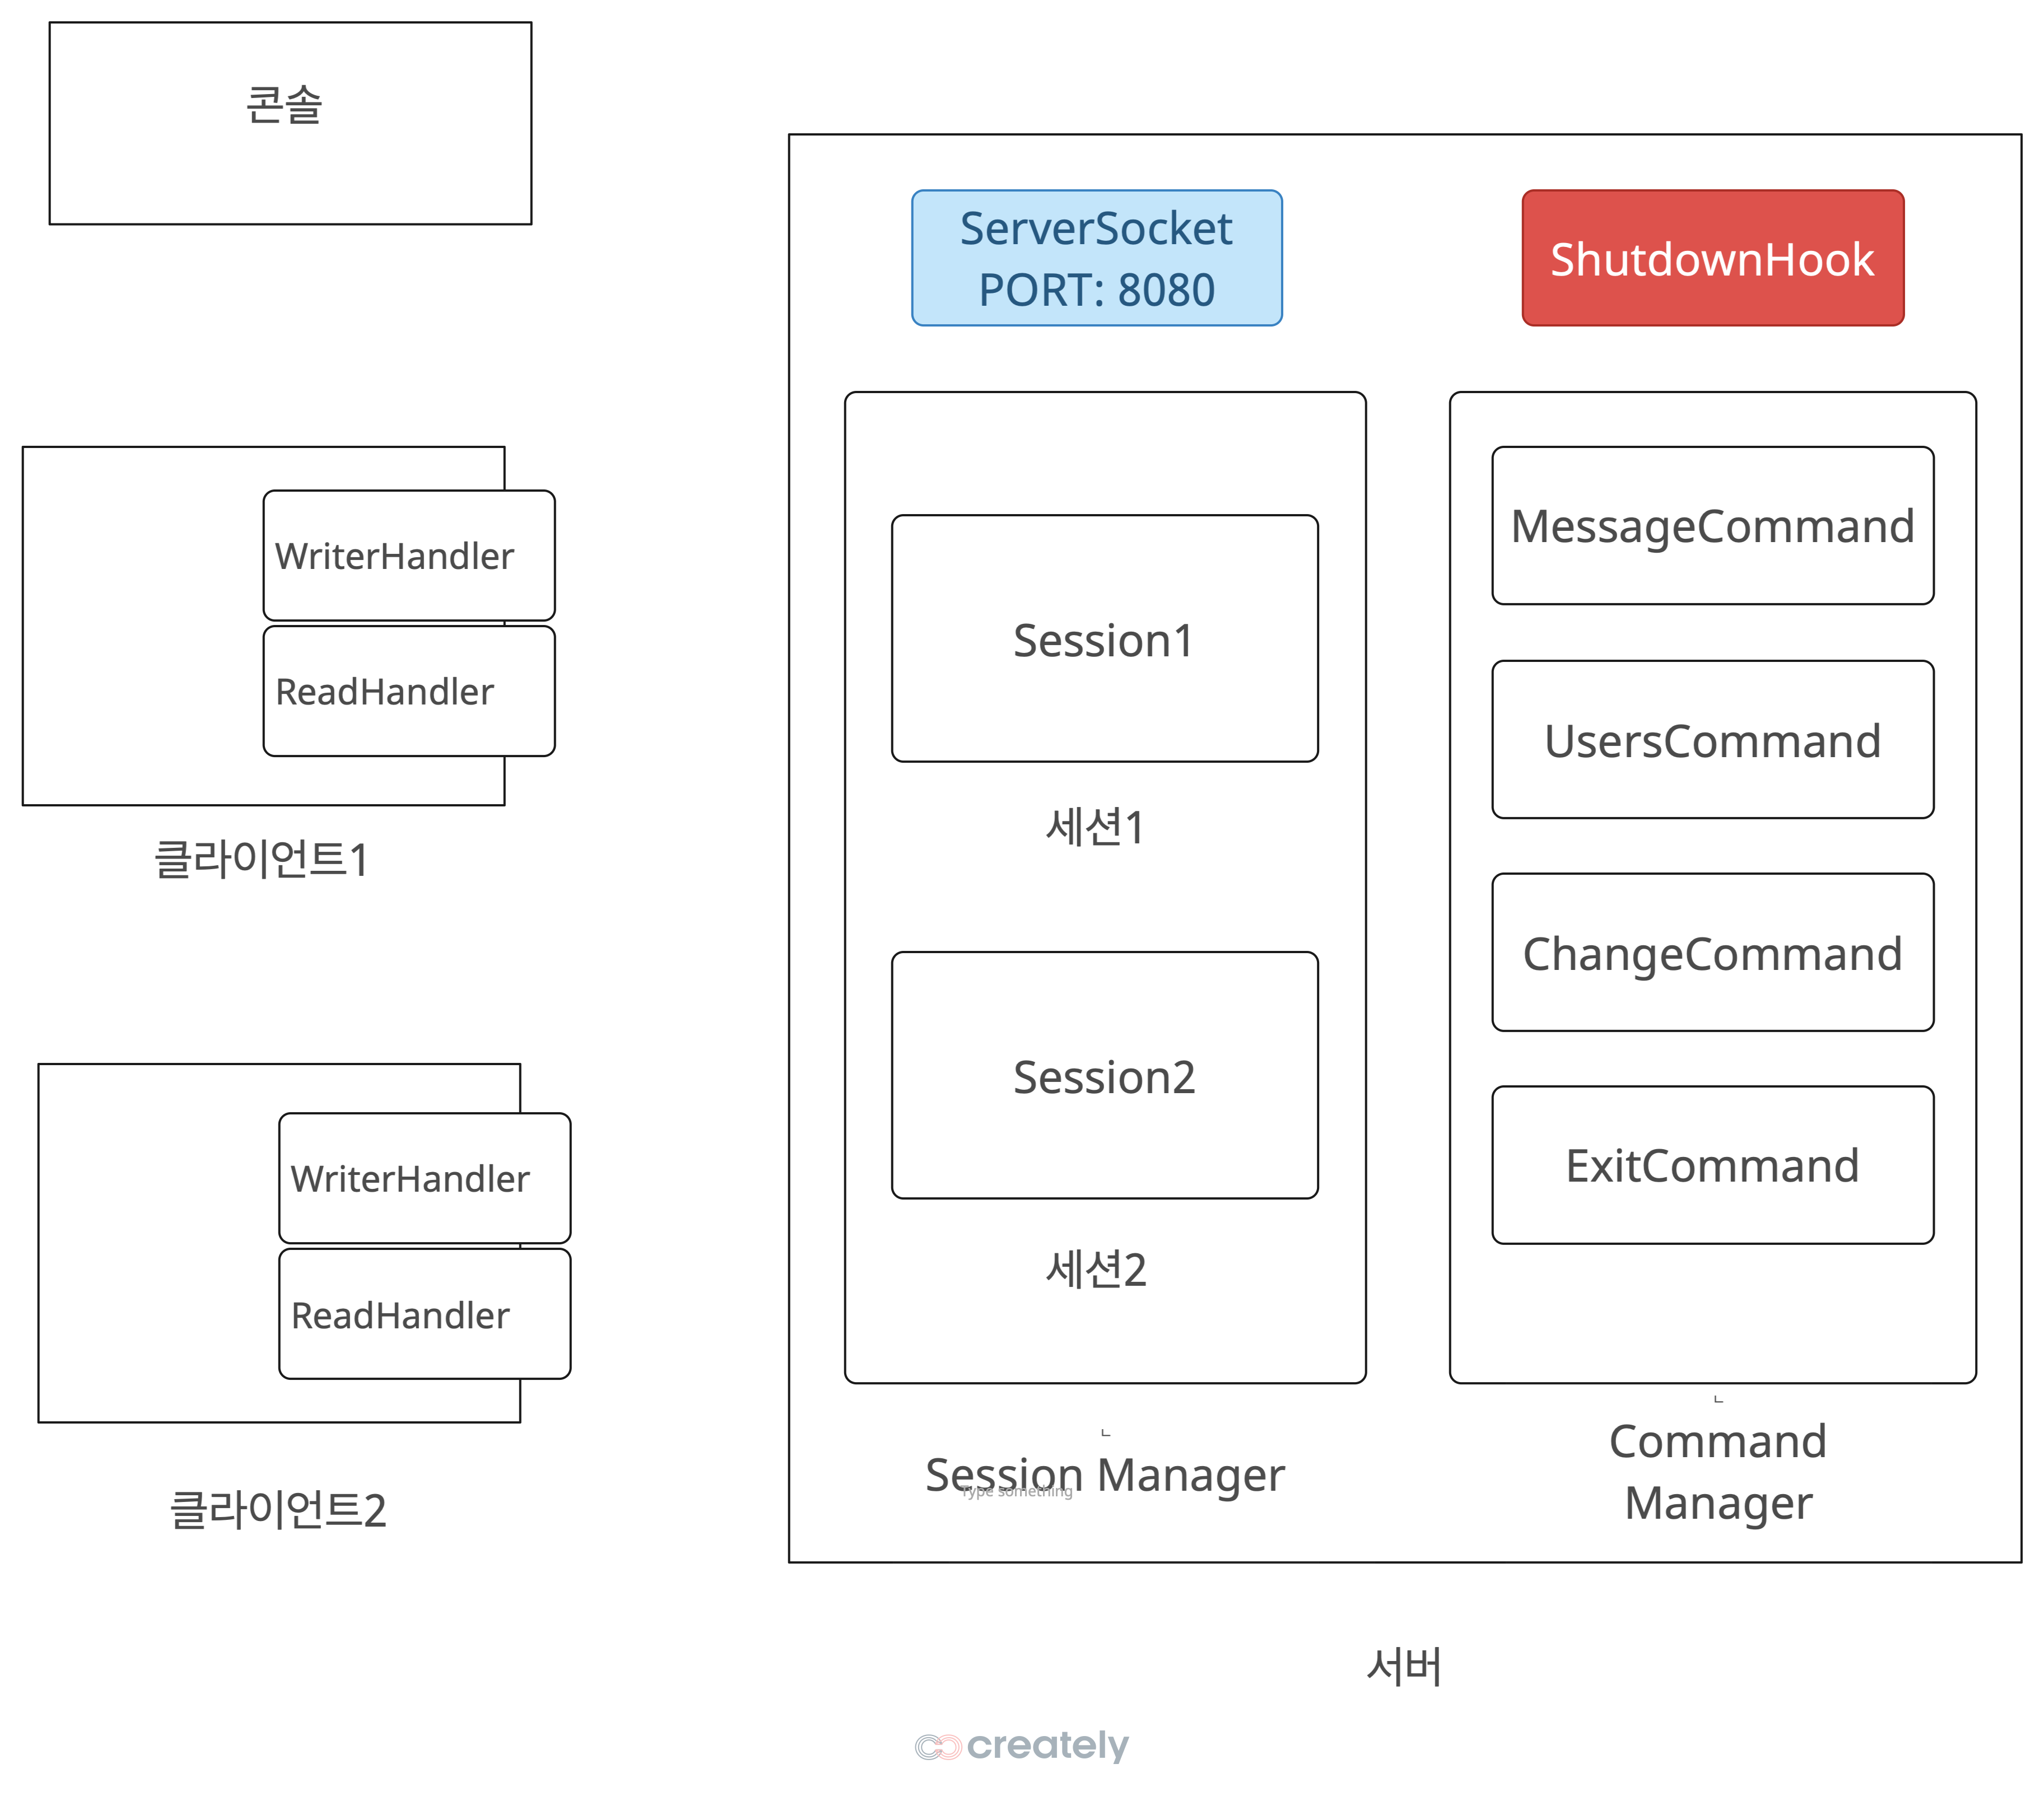 콘솔
WriterHandler
ReadHandler
클라이언트1
WriterHandler
ReadHandler
클라이언트2
ServerSocket
PORT: 8080
ShutdownHook
Session1
세션1
Session2
세션2
Session Manager
Type something
MessageCommand
UsersCommand
ChangeCommand
ExitCommand
Command
Manager
서버
creately